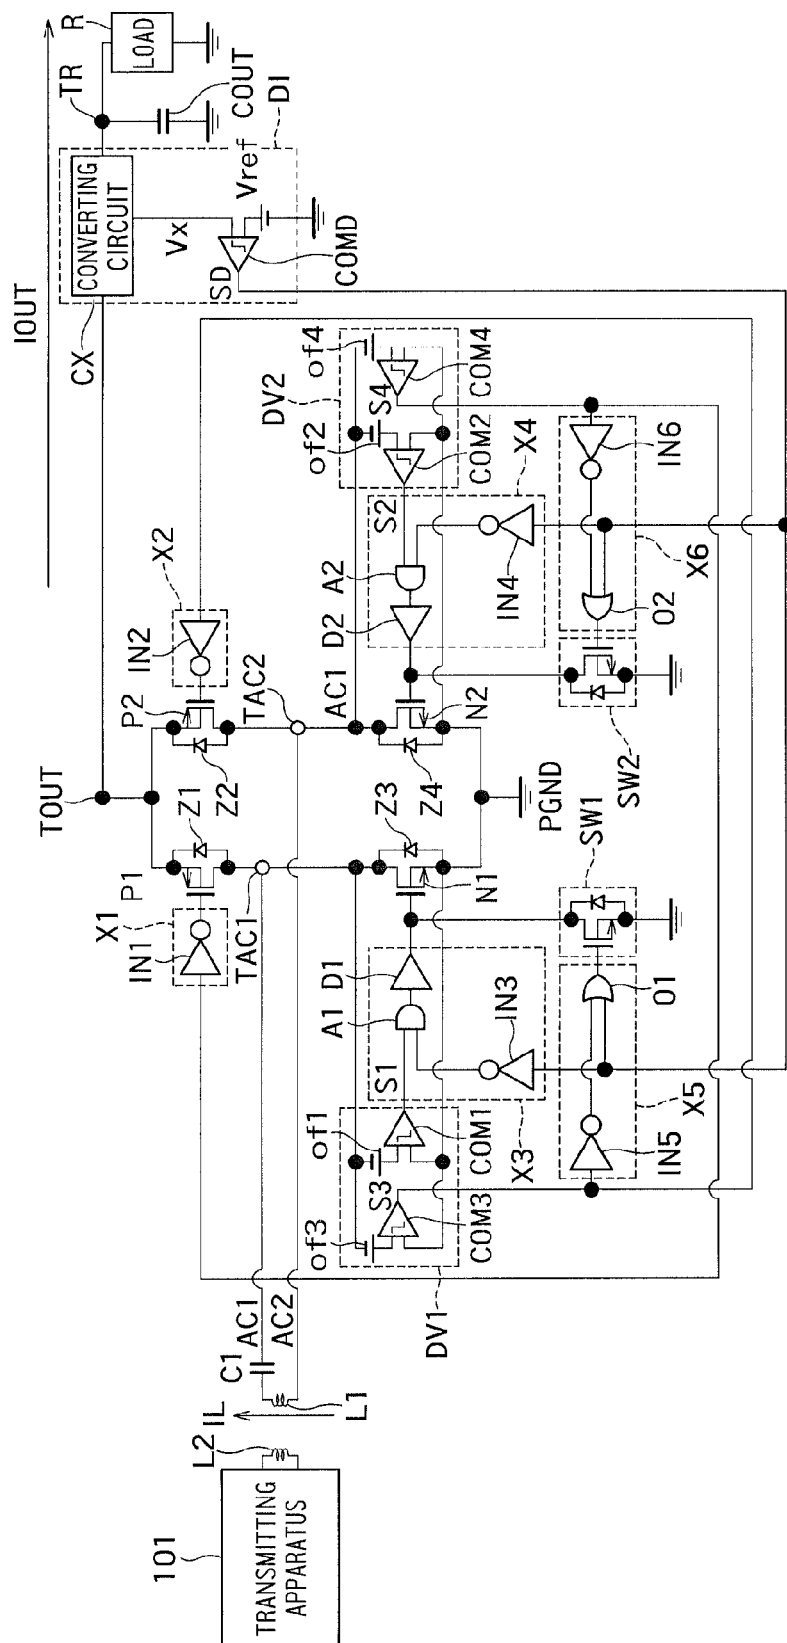 IOUT
TR
R
LOAD
COUT
DI
CONVERTING
CIRCUIT
CX
Vx
Vref
SD
COMD
TOUT
X1
IN1
P1
Z1
TAC1
X2
IN2
P2
Z2
TAC2
AC1
DV2
of2
of4
S4
COM4
S2
COM2
X4
A2
D2
IN4
N2
Z4
Z3
N1
PGND
IN6
X6
O2
SW2
SW1
D1
A1
IN3
X3
S1
of1
COM1
S3
of3
COM3
DV1
O1
X5
IN5
C1
AC1
AC2
IL
L1
L2
101
TRANSMITTING
APPARATUS